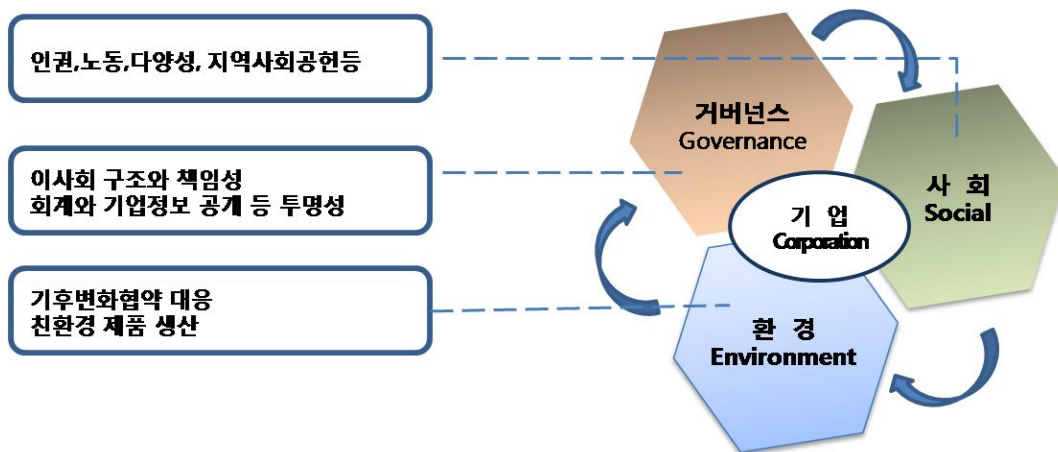 인권,노동,다양성, 지역사회공헌등
이사회 구조와 책임성
회계와 기업정보 공개 등 투명성
기후변화협약 대응
친환경 제품 생산
거버넌스
Governance
사 회
Social
기 업
Corporation
환 경
Environment